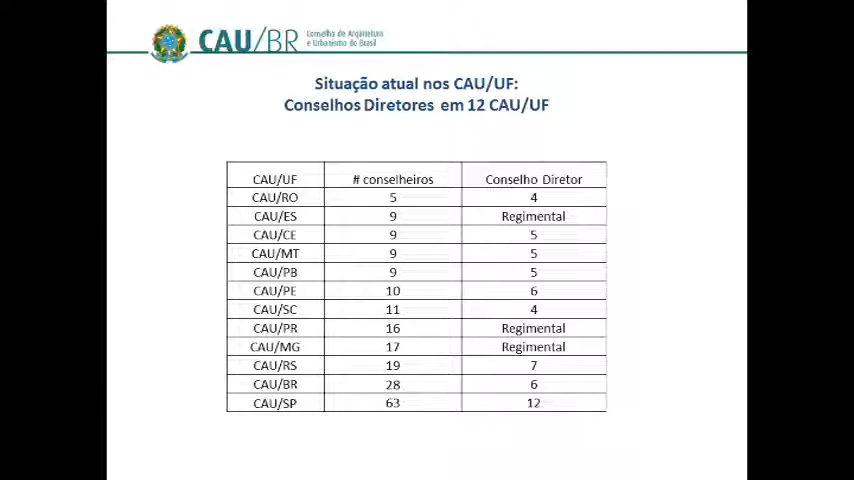 CAU/BR
Conselho de Arquitetura
e Urbanismo do Brasil
Situação atual nos CAU/UF:
Conselhos Diretores em 12 CAU/UF
CAU/UF # conselheiros Conselho Diretor
CAU/RO 5 4
CAU/ES 9 Regimental
CAU/CE 9 5
CAU/MT 9 5
CAU/PB 9 5
CAU/PE 10 6
CAU/SC 11 4
CAU/PR 16 Regimental
CAU/MG 17 Regimental
CAU/RS 19 7
CAU/BR 28 6
CAU/SP 63 12